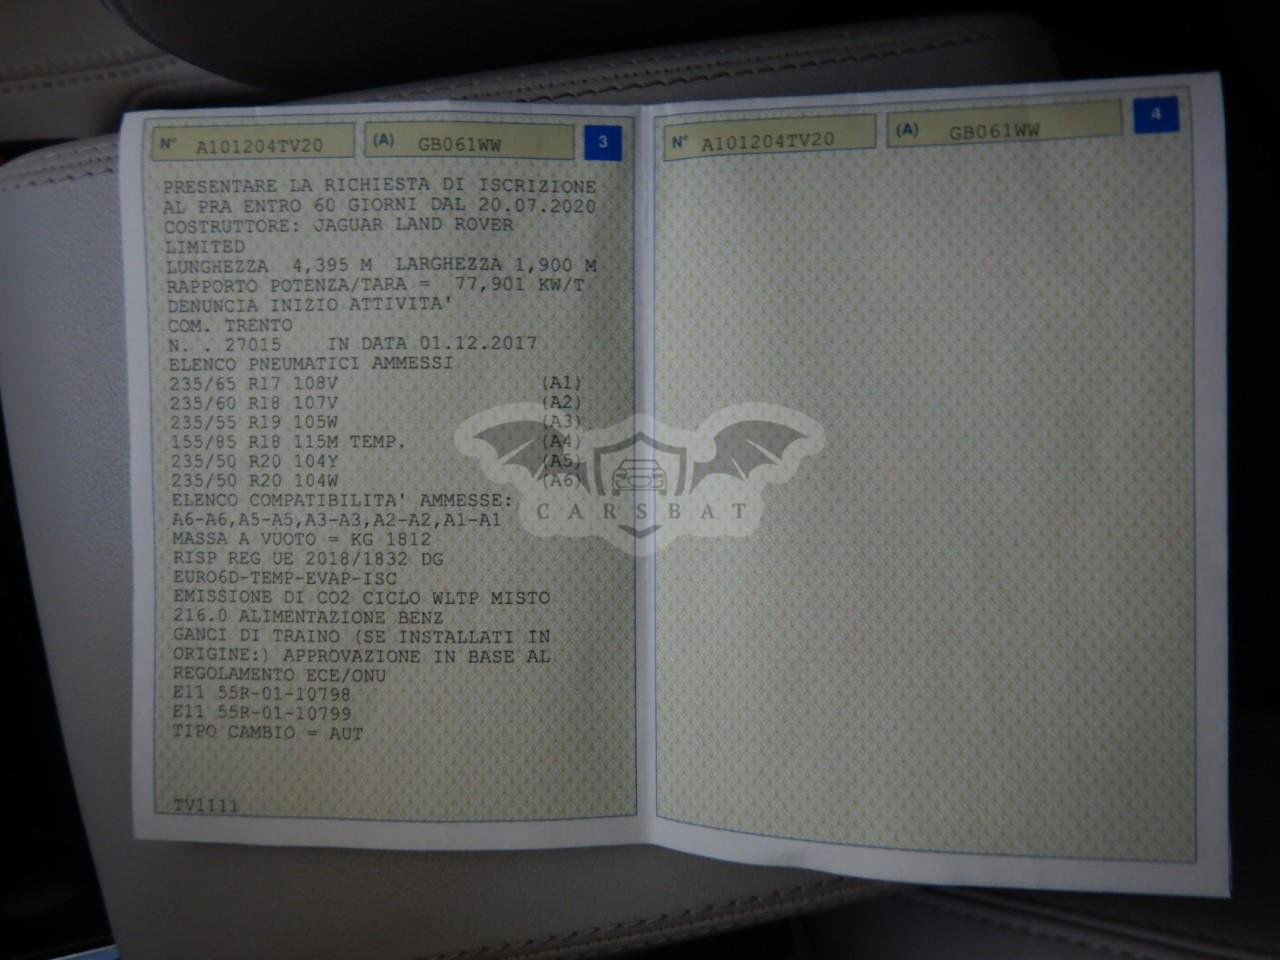 N° A101204TV20 (A) GB061WW 3
PRESENTARE LA RICHIESTA DI ISCRIZIONE
AL PRA ENTRO 60 GIORNI DAL 20.07.2020
COSTRUTTORE: JAGUAR LAND ROVER
LIMITED
LUNGHEZZA 4,395 M LARGHEZZA 1,900 M
RAPPORTO POTENZA/TARA = 77,901 KW/T
DENUNCIA INIZIO ATTIVITA'
COM. TRENTO
N. . 27015 IN DATA 01.12.2017
ELENCO PNEUMATICI AMMESSI
235/65 R17 108V (A1)
235/60 R18 107V (A2)
235/55 R19 105W (A3)
155/85 R18 115M TEMP. (A4)
235/50 R20 104Y (A5)
235/50 R20 104W (A6)
ELENCO COMPATIBILITA' AMMESSE:
A6-A6,A5-A5,A3-A3,A2-A2,A1-A1
MASSA A VUOTO = KG 1812
RISP REG UE 2018/1832 DG
EURO6D-TEMP-EVAP-ISC
EMISSIONE DI CO2 CICLO WLTP MISTO
216.0 ALIMENTAZIONE BENZ
GANCI DI TRAINO (SE INSTALLATI IN
ORIGINE:) APPROVAZIONE IN BASE AL
REGOLAMENTO ECE/ONU
E11 55R-01-10798
E11 55R-01-10799
TIPO CAMBIO = AUT
TV1111
N° A101204TV20 (A) GB061WW 4
CARSBAT